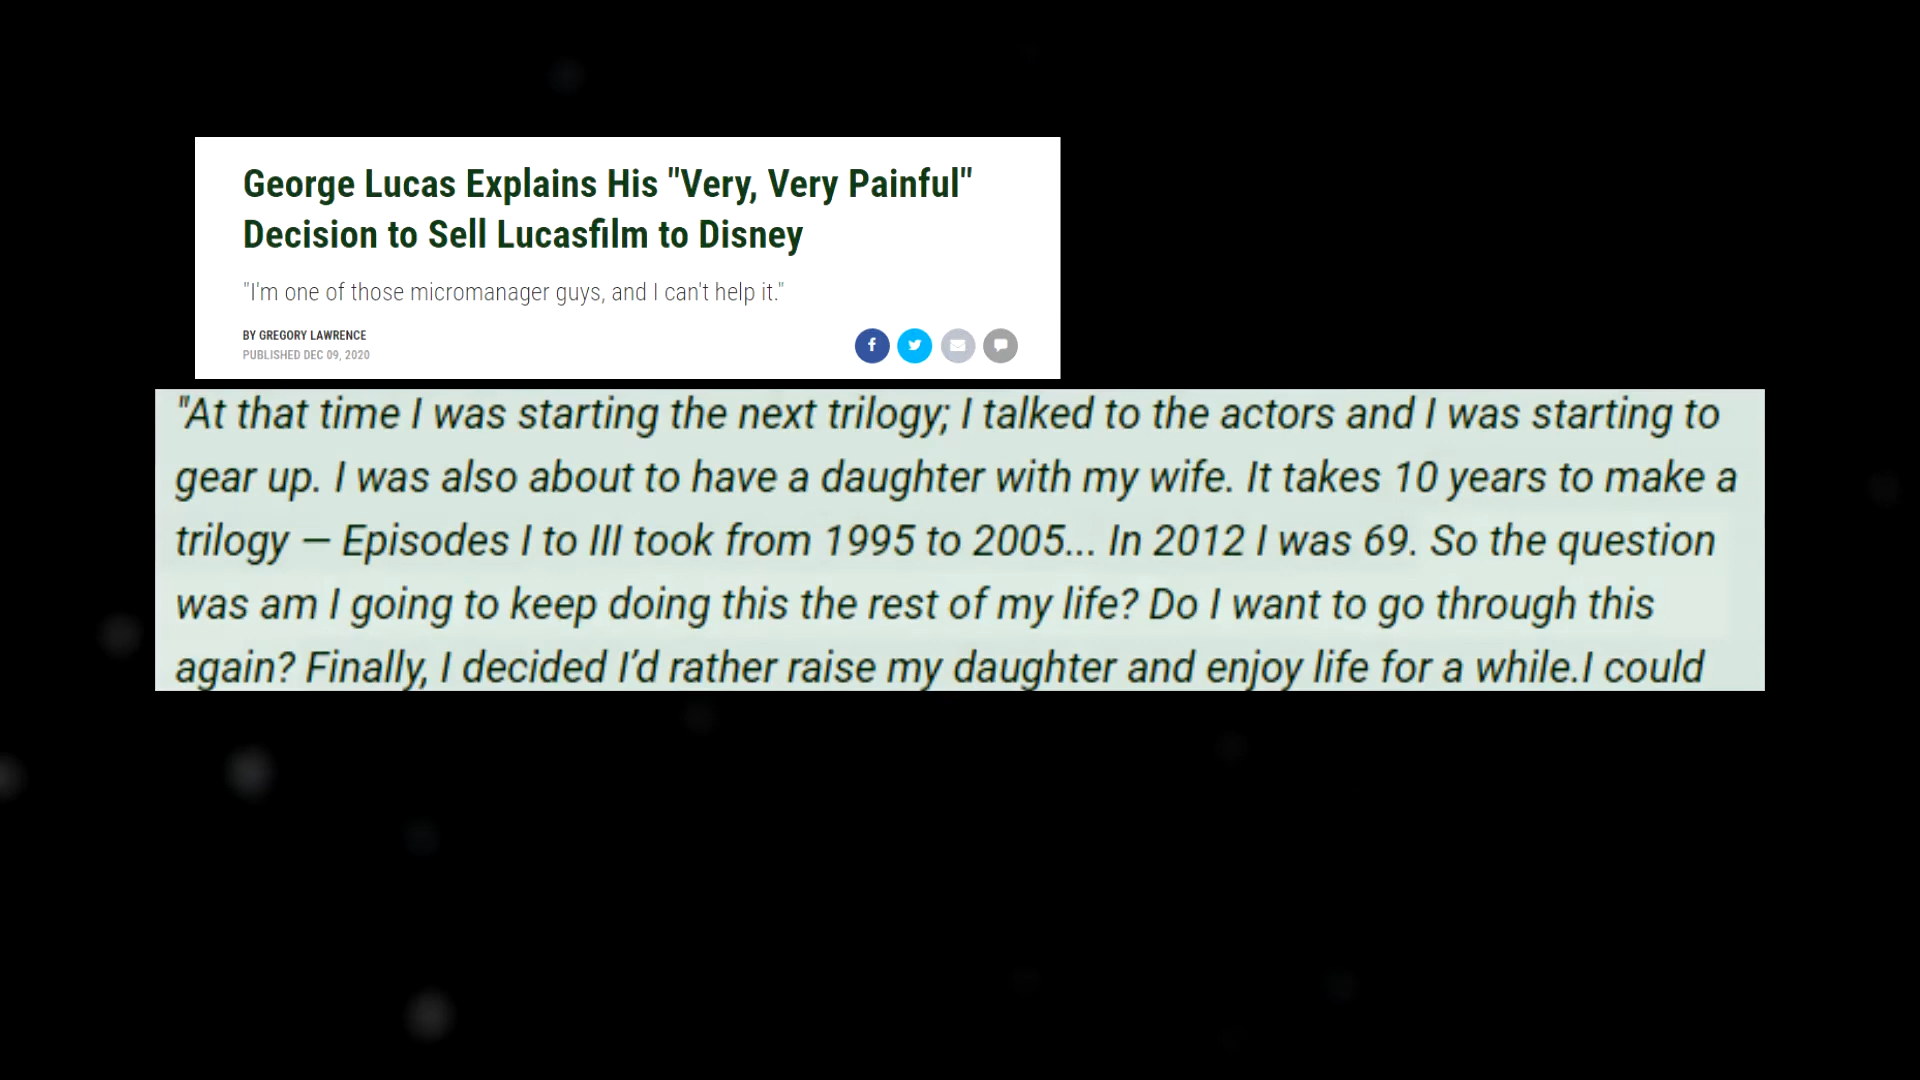 George Lucas Explains His "Very, Very Painful"
Decision to Sell Lucasfilm to Disney
"I'm one of those micromanager guys, and I can't help it."
BY GREGORY LAWRENCE
PUBLISHED DEC 09, 2020
"At that time I was starting the next trilogy; I talked to the actors and I was starting to
gear up. I was also about to have a daughter with my wife. It takes 10 years to make a
trilogy — Episodes I to III took from 1995 to 2005... In 2012 I was 69. So the question
was am I going to keep doing this the rest of my life? Do I want to go through this
again? Finally, I decided I’d rather raise my daughter and enjoy life for a while.I could